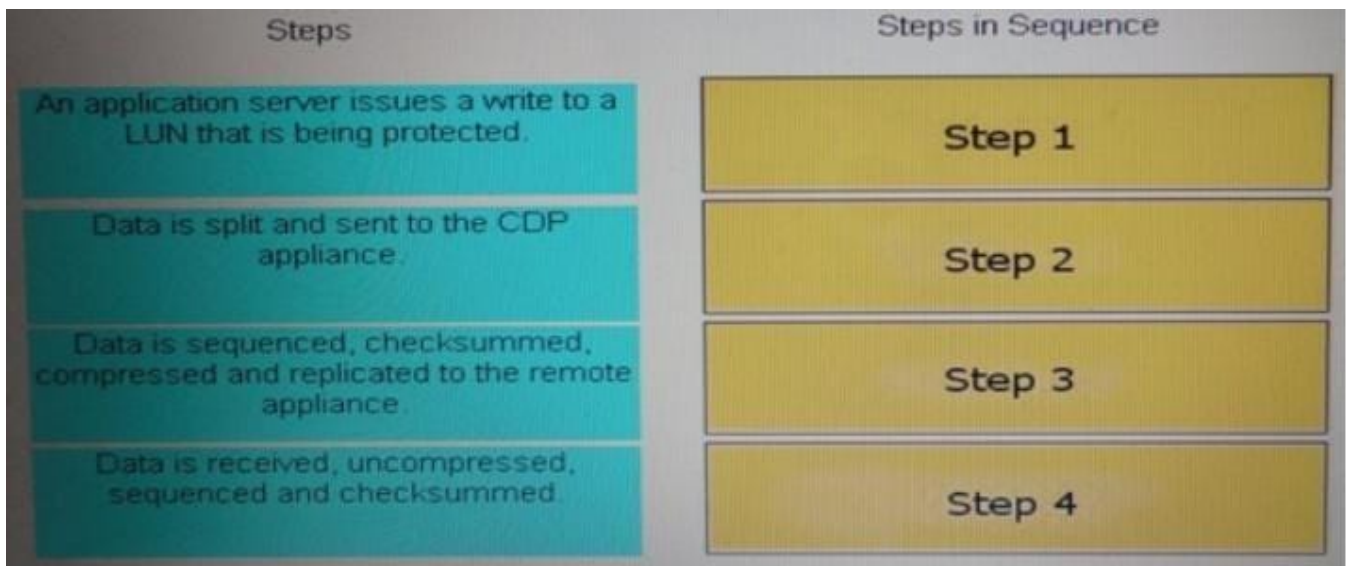 Steps
Steps in Sequence
An application server issues a write to a
LUN that is being protected.
Step 1
Data is split and sent to the CDP
appliance.
Step 2
Data is sequenced, checksummed,
compressed and replicated to the remote
appliance.
Step 3
Data is received, uncompressed,
sequenced and checksummed.
Step 4